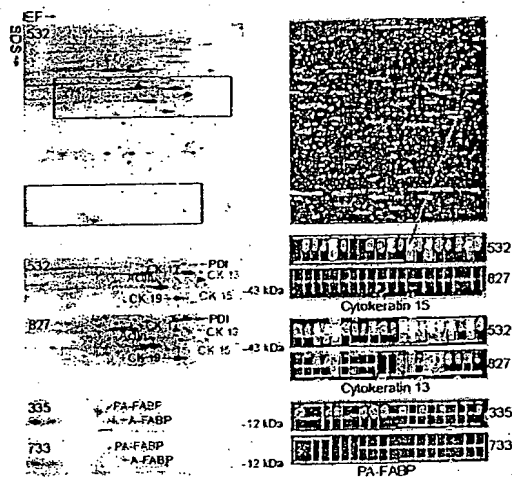 IEF→
SDS→
532
532
CK 17
PDI
CK 13
Actin
CK 19
CK 15
-43 kDa
827
PDI
CK 13
CK 15
-43 kDa
335
PA-FABP
A-FABP
-12 kDa
733
PA-FABP
A-FABP
-12 kDa
532
827
Cytokeratin 15
532
827
Cytokeratin 13
335
733
PA-FABP